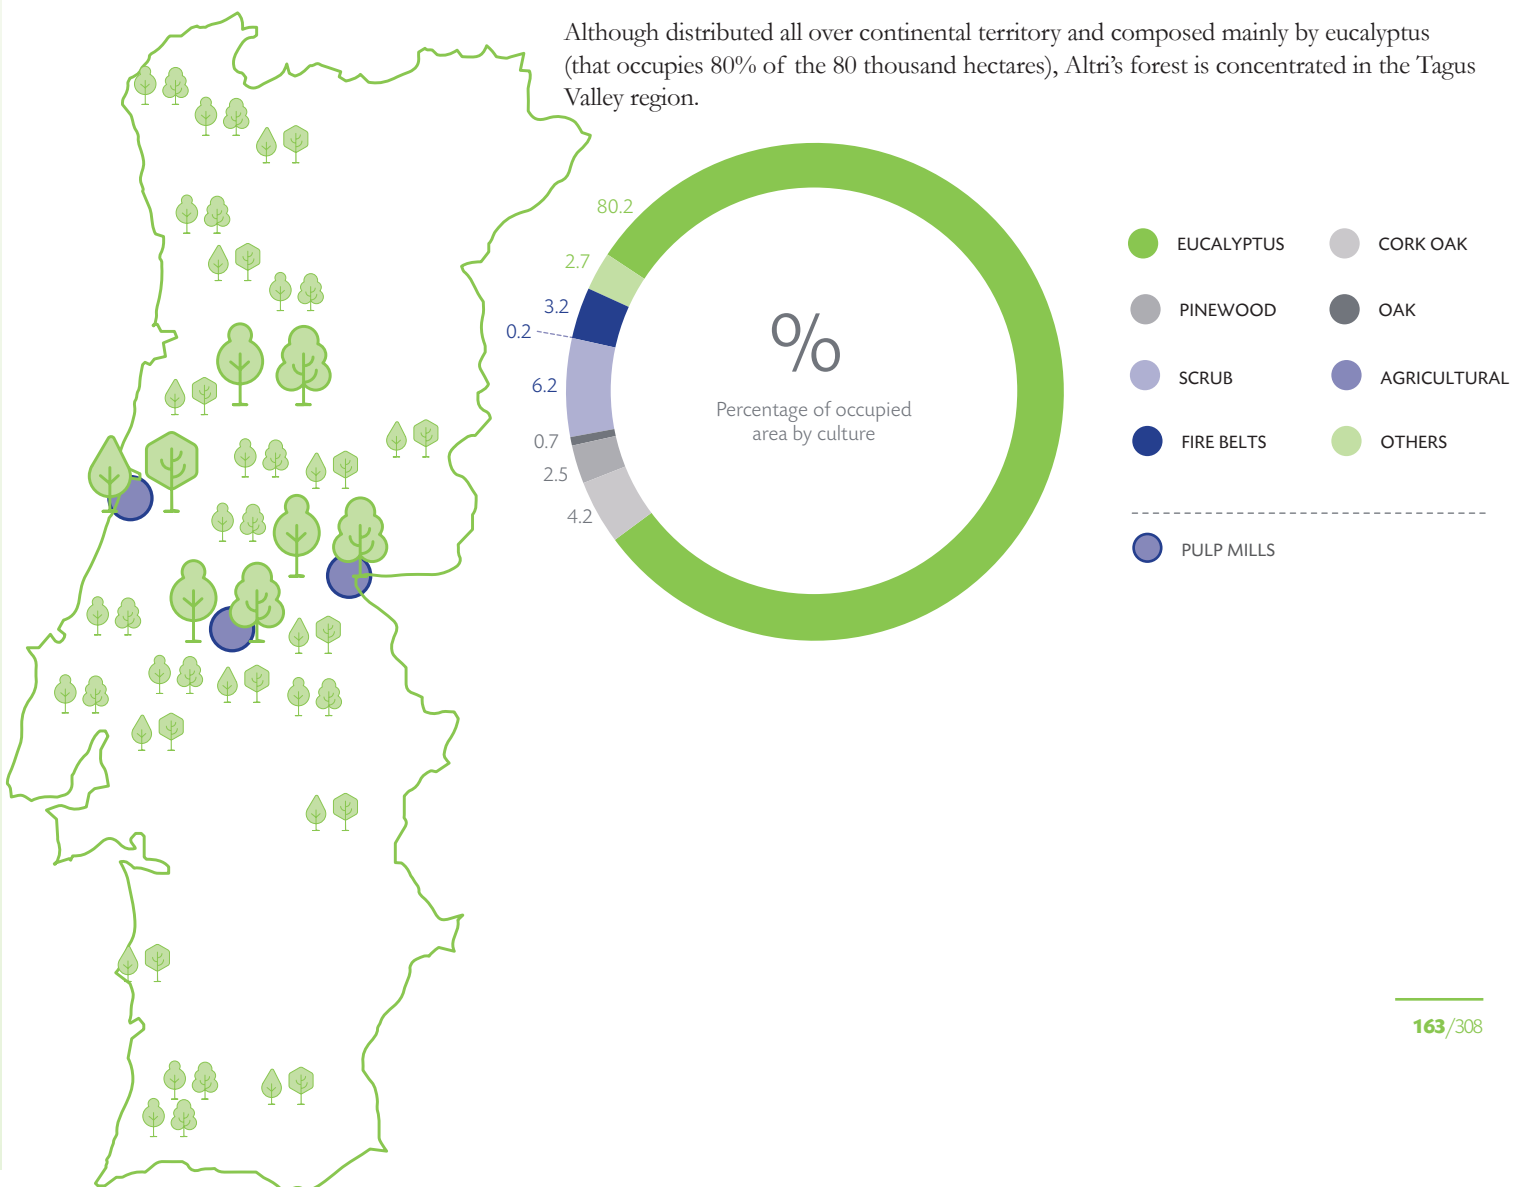 Although distributed all over continental territory and composed mainly by eucalyptus
(that occupies 80% of the 80 thousand hectares), Altri’s forest is concentrated in the Tagus
Valley region.
80.2
2.7
3.2
0.2
6.2
0.7
2.5
4.2
%
Percentage of occupied
area by culture
EUCALYPTUS
CORK OAK
PINEWOOD
OAK
SCRUB
AGRICULTURAL
FIRE BELTS
OTHERS
PULP MILLS
163/308